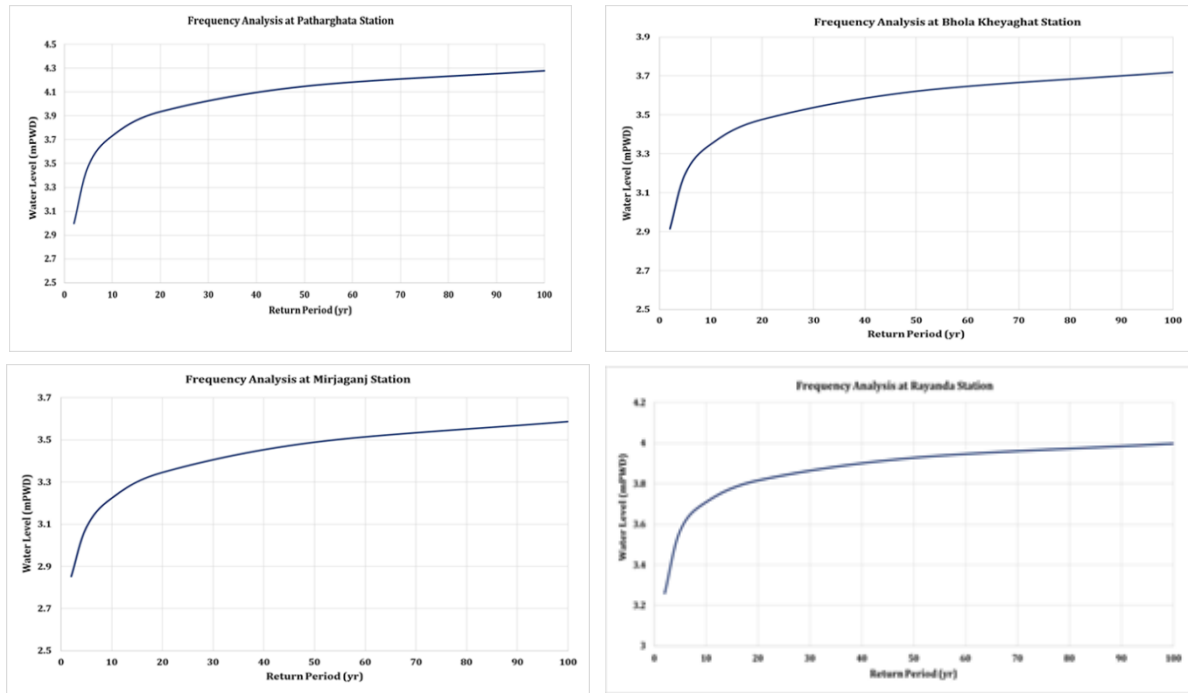 Frequency Analysis at Patharghata Station
4.5
4.3
4.1
3.9
3.7
3.5
3.3
3.1
2.9
2.7
2.5
Water Level (mPWD)
0 10 20 30 40 50 60 70 80 90 100
Return Period (yr)
Frequency Analysis at Bhola Kheyaghat Station
3.9
3.7
3.5
3.3
3.1
2.9
2.7
2.5
Water Level (mPWD)
0 10 20 30 40 50 60 70 80 90 100
Return Period (yr)
Frequency Analysis at Mirjaganj Station
3.7
3.5
3.3
3.1
2.9
2.7
2.5
Water Level (mPWD)
0 10 20 30 40 50 60 70 80 90 100
Return Period (yr)
Frequency Analysis at Rayanda Station
4.2
4
3.8
3.6
3.4
3.2
3
Water Level (mPWD)
0 10 20 30 40 50 60 70 80 90 100
Return Period (yr)